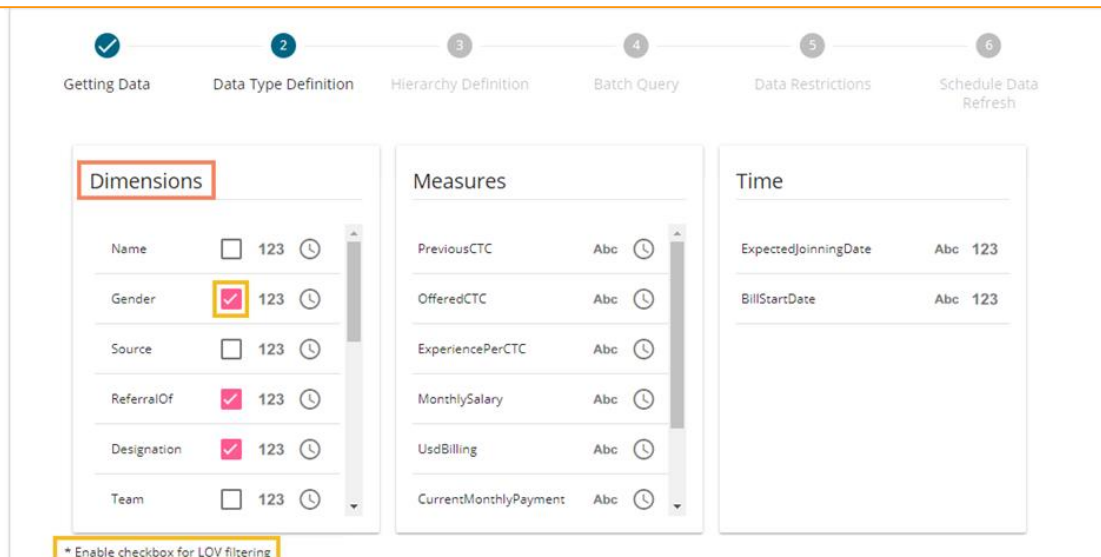 2 3 4 5 6
Getting Data Data Type Definition Hierarchy Definition Batch Query Data Restrictions Schedule Data
Refresh
Dimensions Measures Time
Name 123 PreviousCTC Abc ExpectedJoinningDate Abc 123
Gender 123 OfferedCTC Abc BillStartDate Abc 123
Source 123 ExperiencePerCTC Abc
ReferralOf 123 MonthlySalary Abc
Designation 123 UsdBilling Abc
Team 123 CurrentMonthlyPayment Abc
* Enable checkbox for LOV filtering